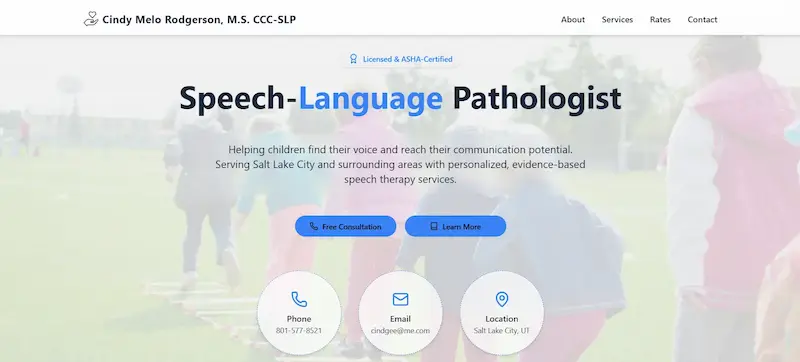 Cindy Melo Rodgerson, M.S. CCC-SLP
About Services Rates Contact
Licensed & ASHA-Certified
Speech-Language Pathologist
Helping children find their voice and reach their communication potential.
Serving Salt Lake City and surrounding areas with personalized, evidence-based
speech therapy services.
Free Consultation Learn More
Phone Email Location
801-577-8521 cindgee@me.com Salt Lake City, UT